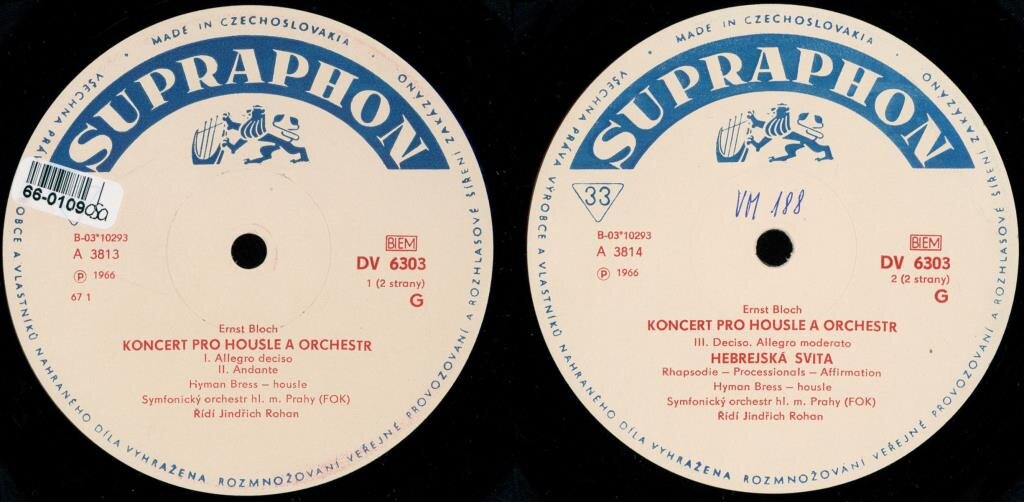 MADE IN CZECHOSLOVAKIA
SUPRAPHON
VŠECHNA PRÁVA
OBCE A VLASTNÍKŮ NAHRANÉHO DÍLA VYHRAŽENA ROZMNOŽOVÁNÍ VEŘEJNÉ PROVOZOVÁNÍ A ROZHLASOVÉ ŠÍŘENÍ ZAKÁZÁNO
66-0109
B-03*10293
A 3813
Ⓟ 1966
67 1
BIEM
DV 6303
1 (2 strany)
G
Ernst Bloch
KONCERT PRO HOUSLE A ORCHESTR
I. Allegro deciso
II. Andante
Hyman Bress – housle
Symfonický orchestr hl. m. Prahy (FOK)
Řídí Jindřich Rohan
MADE IN CZECHOSLOVAKIA
SUPRAPHON
VŠECHNA PRÁVA VÝROBCE A VLASTNÍKŮ NAHRANÉHO DÍLA VYHRAŽENA ROZMNOŽOVÁNÍ VEŘEJNÉ PROVOZOVÁNÍ A ROZHLASOVÉ ŠÍŘENÍ ZAKÁZÁNO
33
VM 188
B-03*10293
A 3814
Ⓟ 1966
BIEM
DV 6303
2 (2 strany)
G
Ernst Bloch
KONCERT PRO HOUSLE A ORCHESTR
III. Deciso. Allegro moderato
HEBREJSKÁ SVITA
Rhapsodie – Processionals – Affirmation
Hyman Bress – housle
Symfonický orchestr hl. m. Prahy (FOK)
Řídí Jindřich Rohan